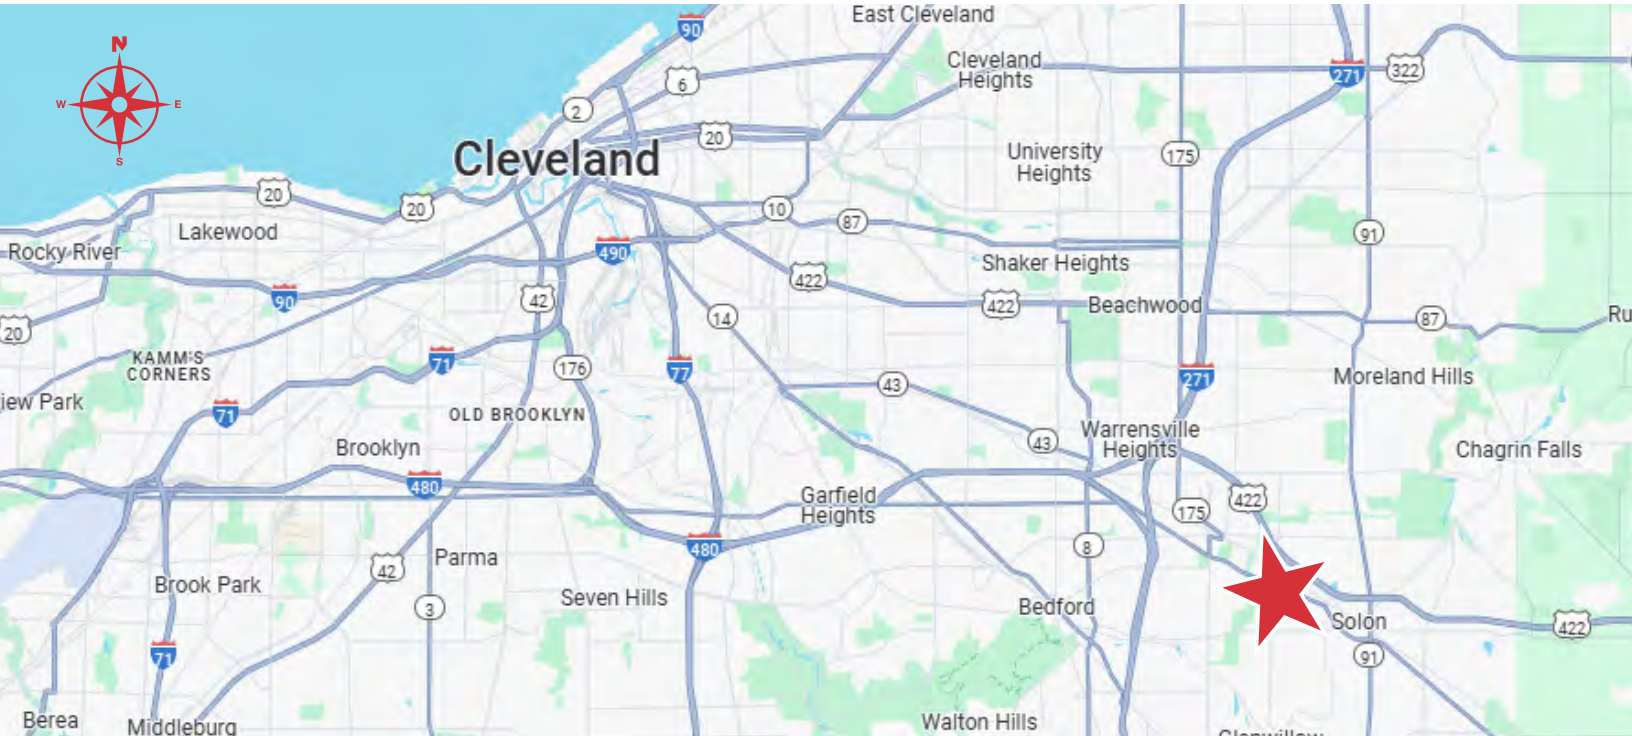 East Cleveland
90
N
Cleveland
Heights
271
322
6
W
E
2
20
Cleveland
S
University
Heights
175
20
20
10
87
91
Lakewood
Rocky River
490
Shaker Heights
422
90
42
422
Beachwood
14
87
Ru
20
KAMM'S
CORNERS
71
176
77
271
Moreland Hills
43
iew Park
71
OLD BROOKLYN
Warrensville
Heights
43
Brooklyn
Chagrin Falls
480
Garfield
Heights
422
175
480
8
Parma
42
Brook Park
Seven Hills
3
Bedford
Solon
422
71
91
Berea
Middleburg
Walton Hills
Glenwillow